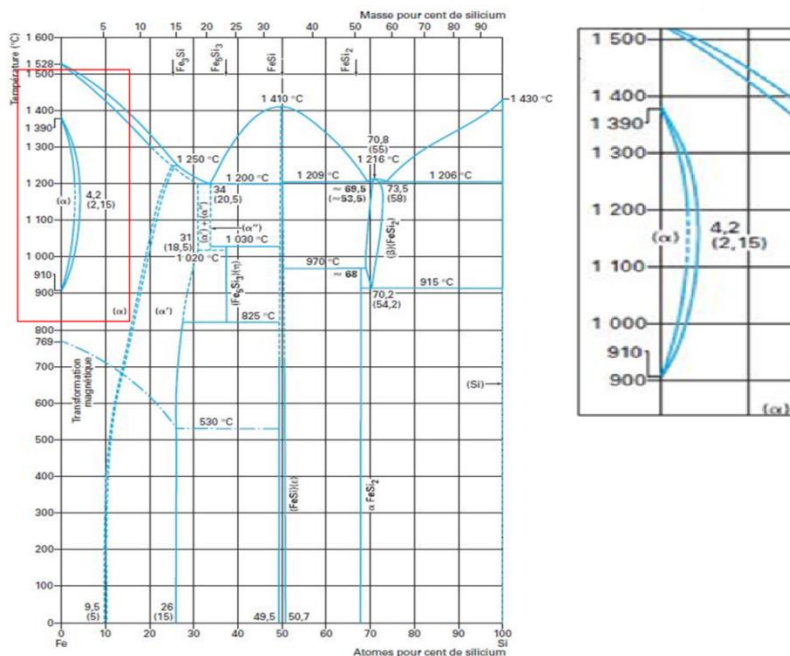 Masse pour cent de silicium
5 10 15 20 30 40 50 60 70 80 90
Température (°C)
1 600
1 528
1 500
1 400
1 390
1 300
1 200
1 100
1 000
910
900
800
769
700
600
500
400
300
200
100
0
Fe₃Si
Fe₅Si₃
FeSi
FeSi₂
1 410 °C
1 430 °C
70,8
(55)
1 250 °C
1 216 °C
1 200 °C
1 209 °C
1 206 °C
34
(20,5)
~ 69,5
(~53,5)
73,5
(58)
4,2
(2,15)
(α)
(α') + (α'')
(α'')
31
(18,5)
1 030 °C
1 020 °C
(β)(FeSi₂)
970 °C
~ 68
(Fe₅Si₃)(η)
915 °C
70,2
(54,2)
(α)
(α')
825 °C
Transformation
magnétique
(Si)
530 °C
(FeSi)(ε)
α FeSi₂
9,5
(5)
26
(15)
49,5
50,7
0 10 20 30 40 50 60 70 80 90 100
Fe
Si
Atomes pour cent de silicium
1 500
1 400
1 390
1 300
1 200
1 100
1 000
910
900
(α)
4,2
(2,15)
(α)